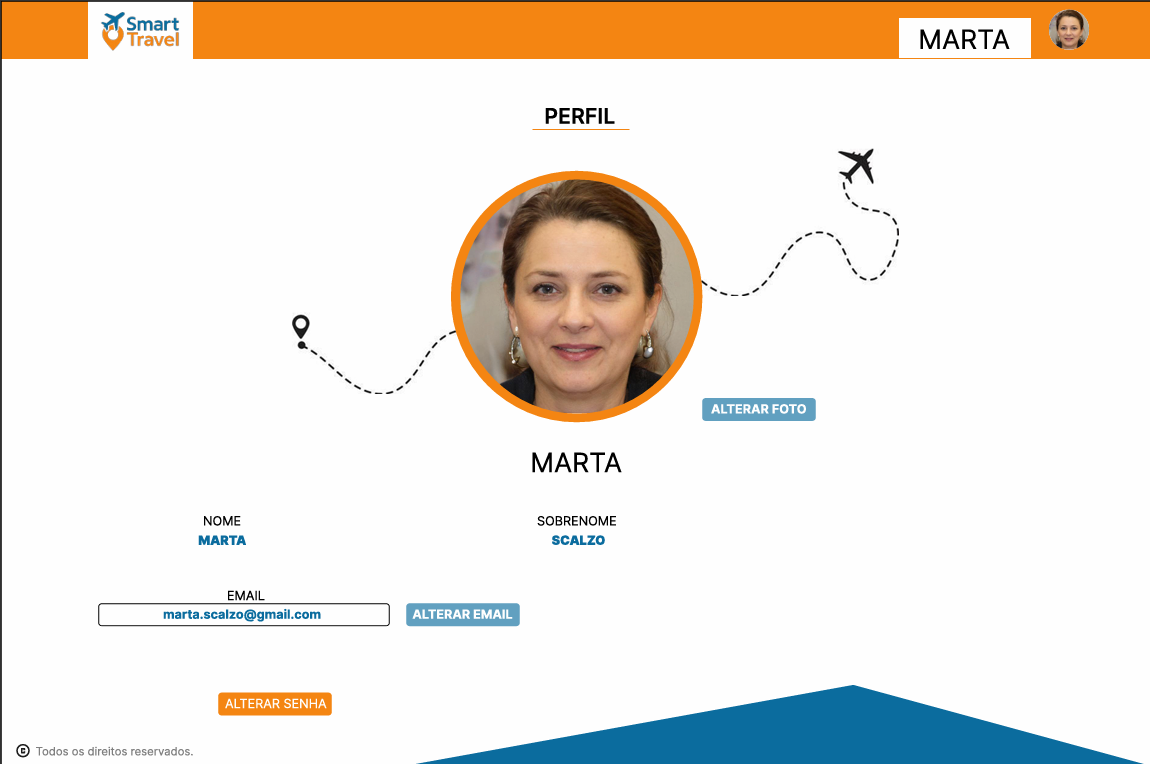 Smart
Travel
MARTA
PERFIL
ALTERAR FOTO
MARTA
NOME
SOBRENOME
MARTA
SCALZO
EMAIL
marta.scalzo@gmail.com
ALTERAR EMAIL
ALTERAR SENHA
© Todos os direitos reservados.